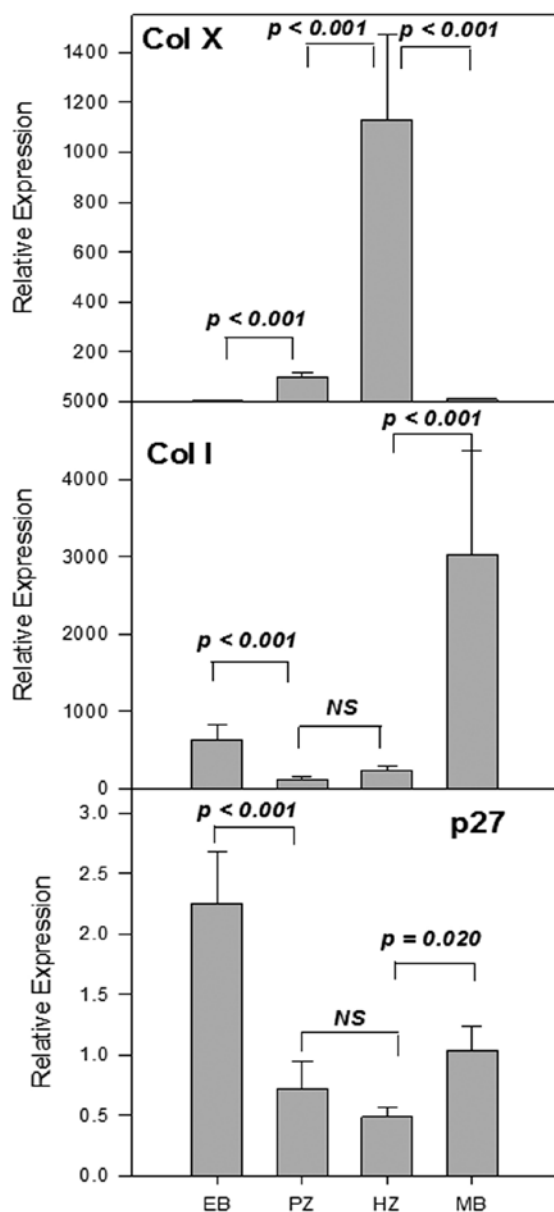 Col X
p < 0.001
p < 0.001
1400
1200
1000
800
600
400
200
p < 0.001
Relative Expression
5000
p < 0.001
Col I
4000
3000
2000
1000
0
p < 0.001
NS
Relative Expression
3.0
p < 0.001
p27
2.5
2.0
p = 0.020
1.5
NS
1.0
0.5
0.0
Relative Expression
EB PZ HZ MB